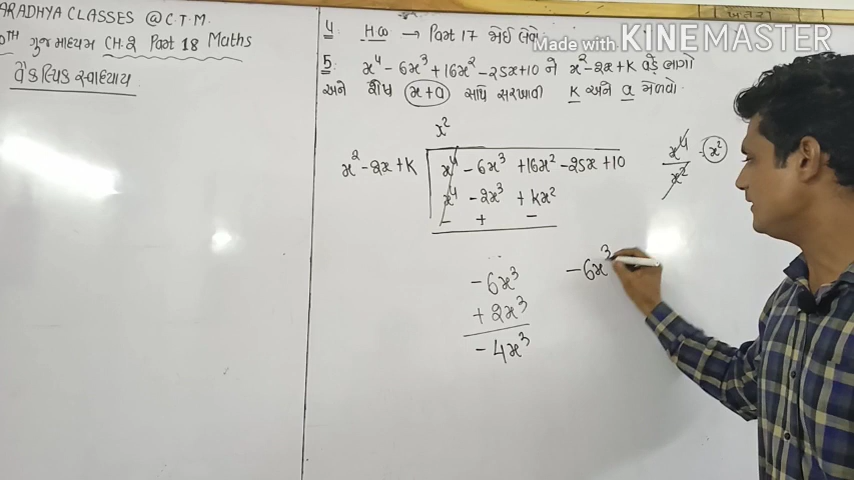 ARADHYA CLASSES @ C.T.M.
0TH ગુજ માધ્યમ CH.2 Part 18 Maths
વૈકલ્પિક સ્વાધ્યાય
4 HW → Part 17 જોઈ લેવો
Made with KINEMASTER
5 x⁴ - 6x³ + 16x² - 25x + 10 ને x² - 2x + K વડે ભાગો
અને શેષ x + a સાથે સરખાવી K અને a મેળવો.
x²
x² - 2x + K x⁴ - 6x³ + 16x² - 25x + 10
x⁴ - 2x³ + Kx²
- + -
x⁴ / x² = x²
- 6x³
+ 2x³
- 4x³
- 6x³